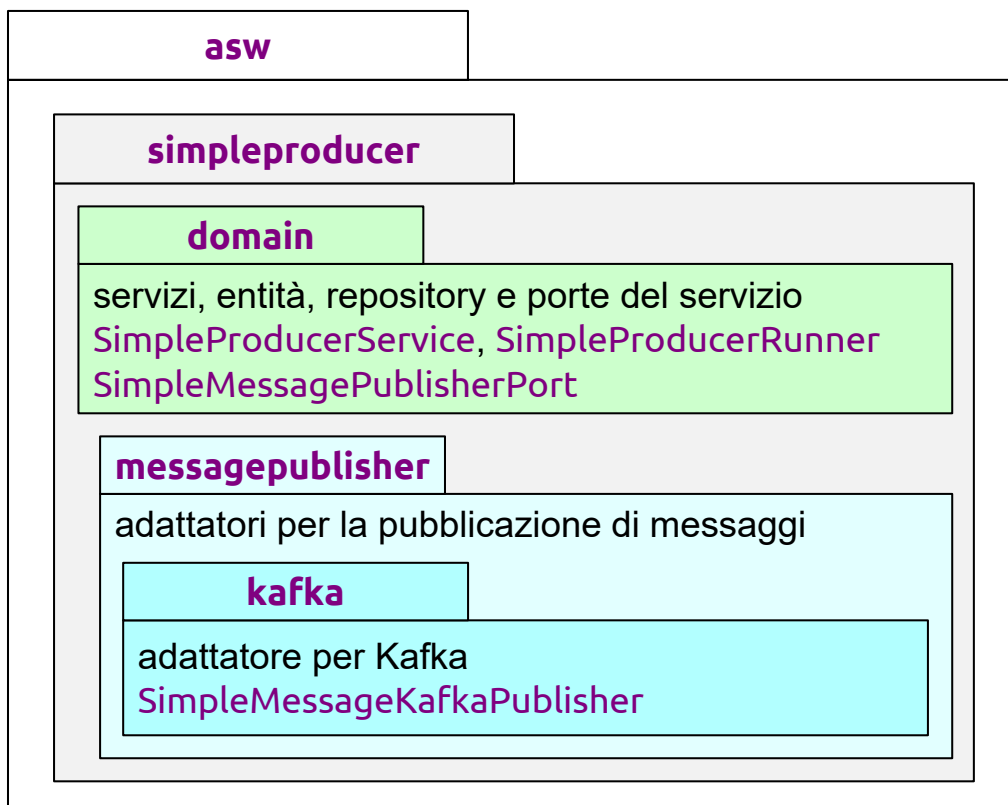 asw
simpleproducer
domain
servizi, entità, repository e porte del servizio
SimpleProducerService, SimpleProducerRunner
SimpleMessagePublisherPort
messagepublisher
adattatori per la pubblicazione di messaggi
kafka
adattatore per Kafka
SimpleMessageKafkaPublisher